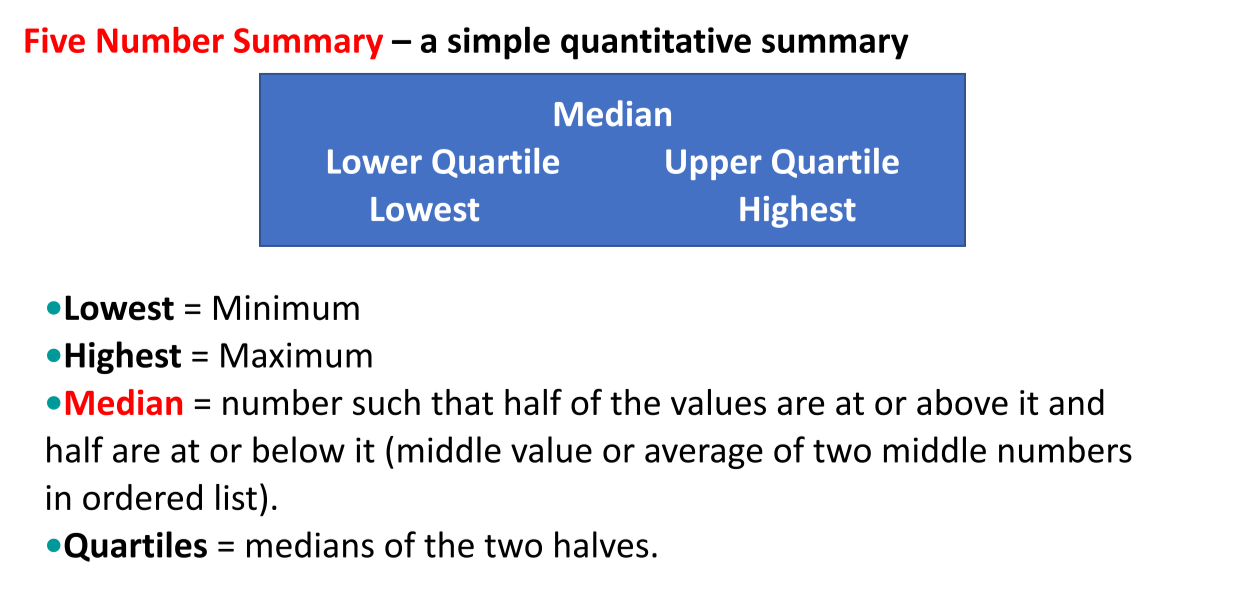 Five Number Summary – a simple quantitative summary
Median
Lower Quartile Upper Quartile
Lowest Highest
•Lowest = Minimum
•Highest = Maximum
•Median = number such that half of the values are at or above it and
half are at or below it (middle value or average of two middle numbers
in ordered list).
•Quartiles = medians of the two halves.